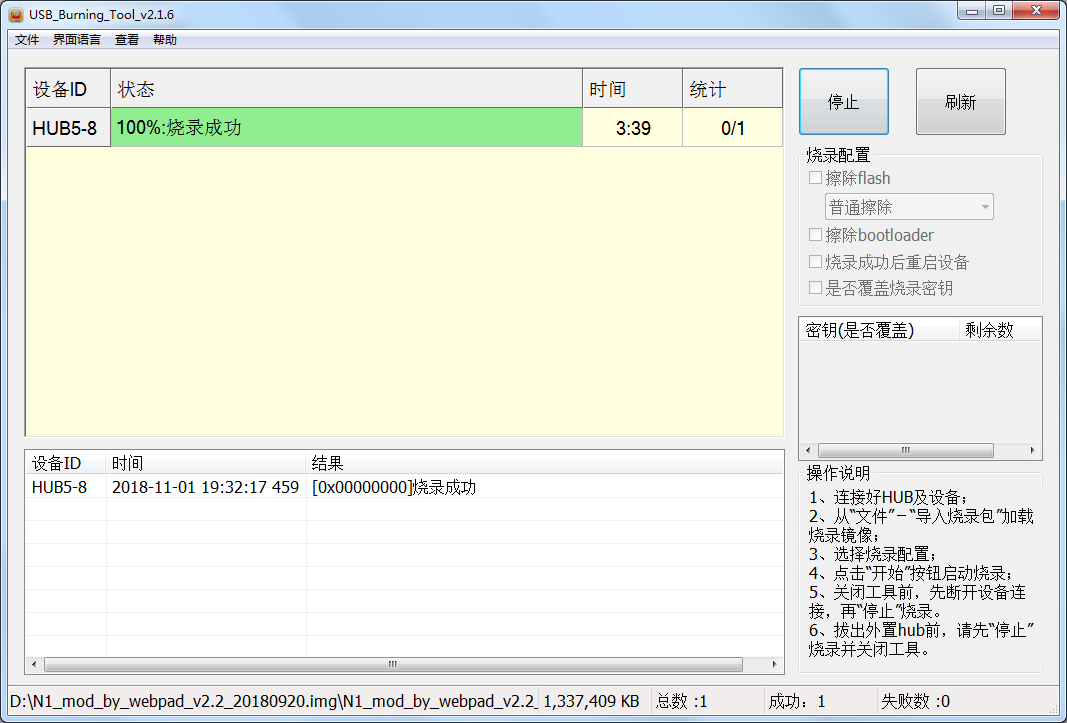 USB_Burning_Tool_v2.1.6
文件 界面语言 查看 帮助
设备ID 状态 时间 统计
HUB5-8 100%:烧录成功 3:39 0/1
停止 刷新
烧录配置
擦除flash
普通擦除
擦除bootloader
烧录成功后重启设备
是否覆盖烧录密钥
密钥(是否覆盖) 剩余数
设备ID 时间 结果
HUB5-8 2018-11-01 19:32:17 459 [0x00000000]烧录成功
操作说明
1、连接好HUB及设备；
2、从“文件”－“导入烧录包”加载
烧录镜像；
3、选择烧录配置；
4、点击“开始”按钮启动烧录；
5、关闭工具前，先断开设备连
接，再“停止”烧录。
6、拔出外置hub前，请先“停止”
烧录并关闭工具。
D:\N1_mod_by_webpad_v2.2_20180920.img\N1_mod_by_webpad_v2.2_ 1,337,409 KB 总数 :1 成功：1 失败数 :0